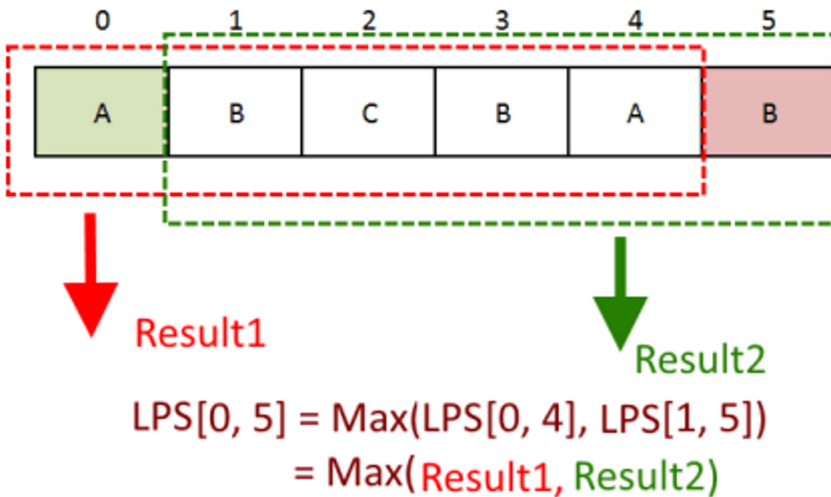 0 1 2 3 4 5
A B C B A B
Result1
Result2
LPS[0, 5] = Max(LPS[0, 4], LPS[1, 5])
= Max(Result1, Result2)